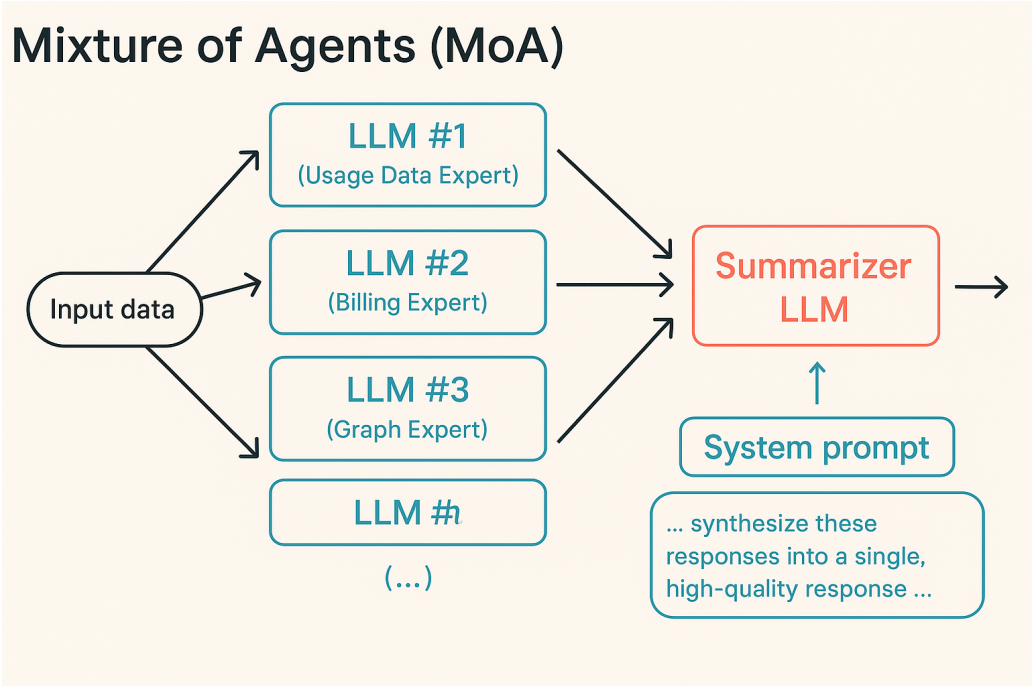 Mixture of Agents (MoA)
Input data
LLM #1
(Usage Data Expert)
LLM #2
(Billing Expert)
LLM #3
(Graph Expert)
LLM #n
(...)
Summarizer
LLM
System prompt
... synthesize these
responses into a single,
high-quality response ...